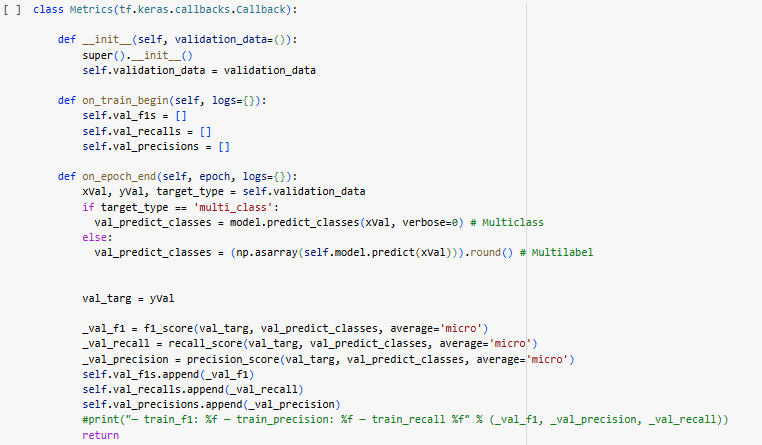 [ ] class Metrics(tf.keras.callbacks.Callback):
def __init__(self, validation_data=()):
super().__init__()
self.validation_data = validation_data
def on_train_begin(self, logs={}):
self.val_f1s = []
self.val_recalls = []
self.val_precisions = []
def on_epoch_end(self, epoch, logs={}):
xVal, yVal, target_type = self.validation_data
if target_type == 'multi_class':
val_predict_classes = model.predict_classes(xVal, verbose=0) # Multiclass
else:
val_predict_classes = (np.asarray(self.model.predict(xVal))).round() # Multilabel
val_targ = yVal
_val_f1 = f1_score(val_targ, val_predict_classes, average='micro')
_val_recall = recall_score(val_targ, val_predict_classes, average='micro')
_val_precision = precision_score(val_targ, val_predict_classes, average='micro')
self.val_f1s.append(_val_f1)
self.val_recalls.append(_val_recall)
self.val_precisions.append(_val_precision)
#print("— train_f1: %f — train_precision: %f — train_recall %f" % (_val_f1, _val_precision, _val_recall))
return